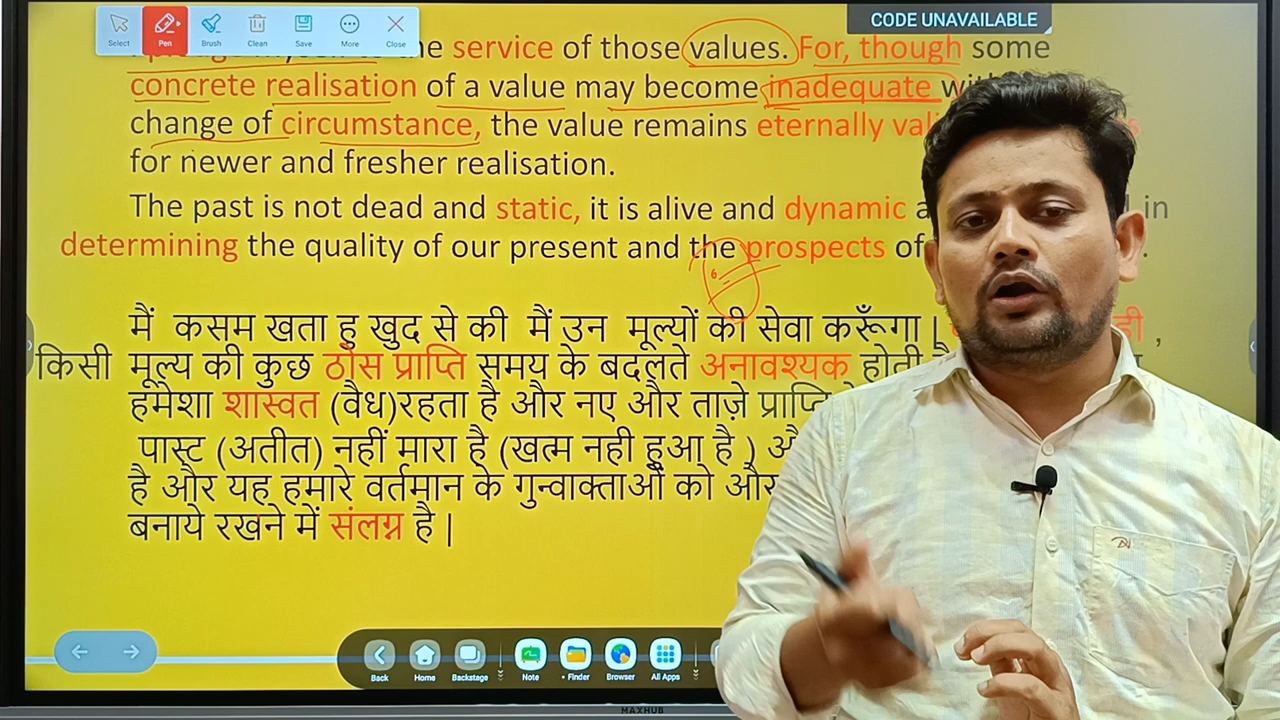 Select Pen Brush Clean Save More Close
CODE UNAVAILABLE
the service of those values. For, though some
concrete realisation of a value may become inadequate
change of circumstance, the value remains eternally
for newer and fresher realisation.
The past is not dead and static, it is alive and dynamic in
determining the quality of our present and the prospects of
मैं कसम खता हु खुद से की मैं उन मूल्यों की सेवा करूँगा |
किसी मूल्य की कुछ ठोस प्राप्ति समय के बदलते अनावश्यक होती
हमेशा शास्वत (वैध)रहता है और नए और ताज़े प्राप्ति
पास्ट (अतीत) नहीं मारा है (खत्म नही हुआ है )
है और यह हमारे वर्तमान के गुन्वाक्ताओं को और
बनाये रखने में संलग्न है |
Back Home Backstage Note Finder Browser All Apps
MAXHUB